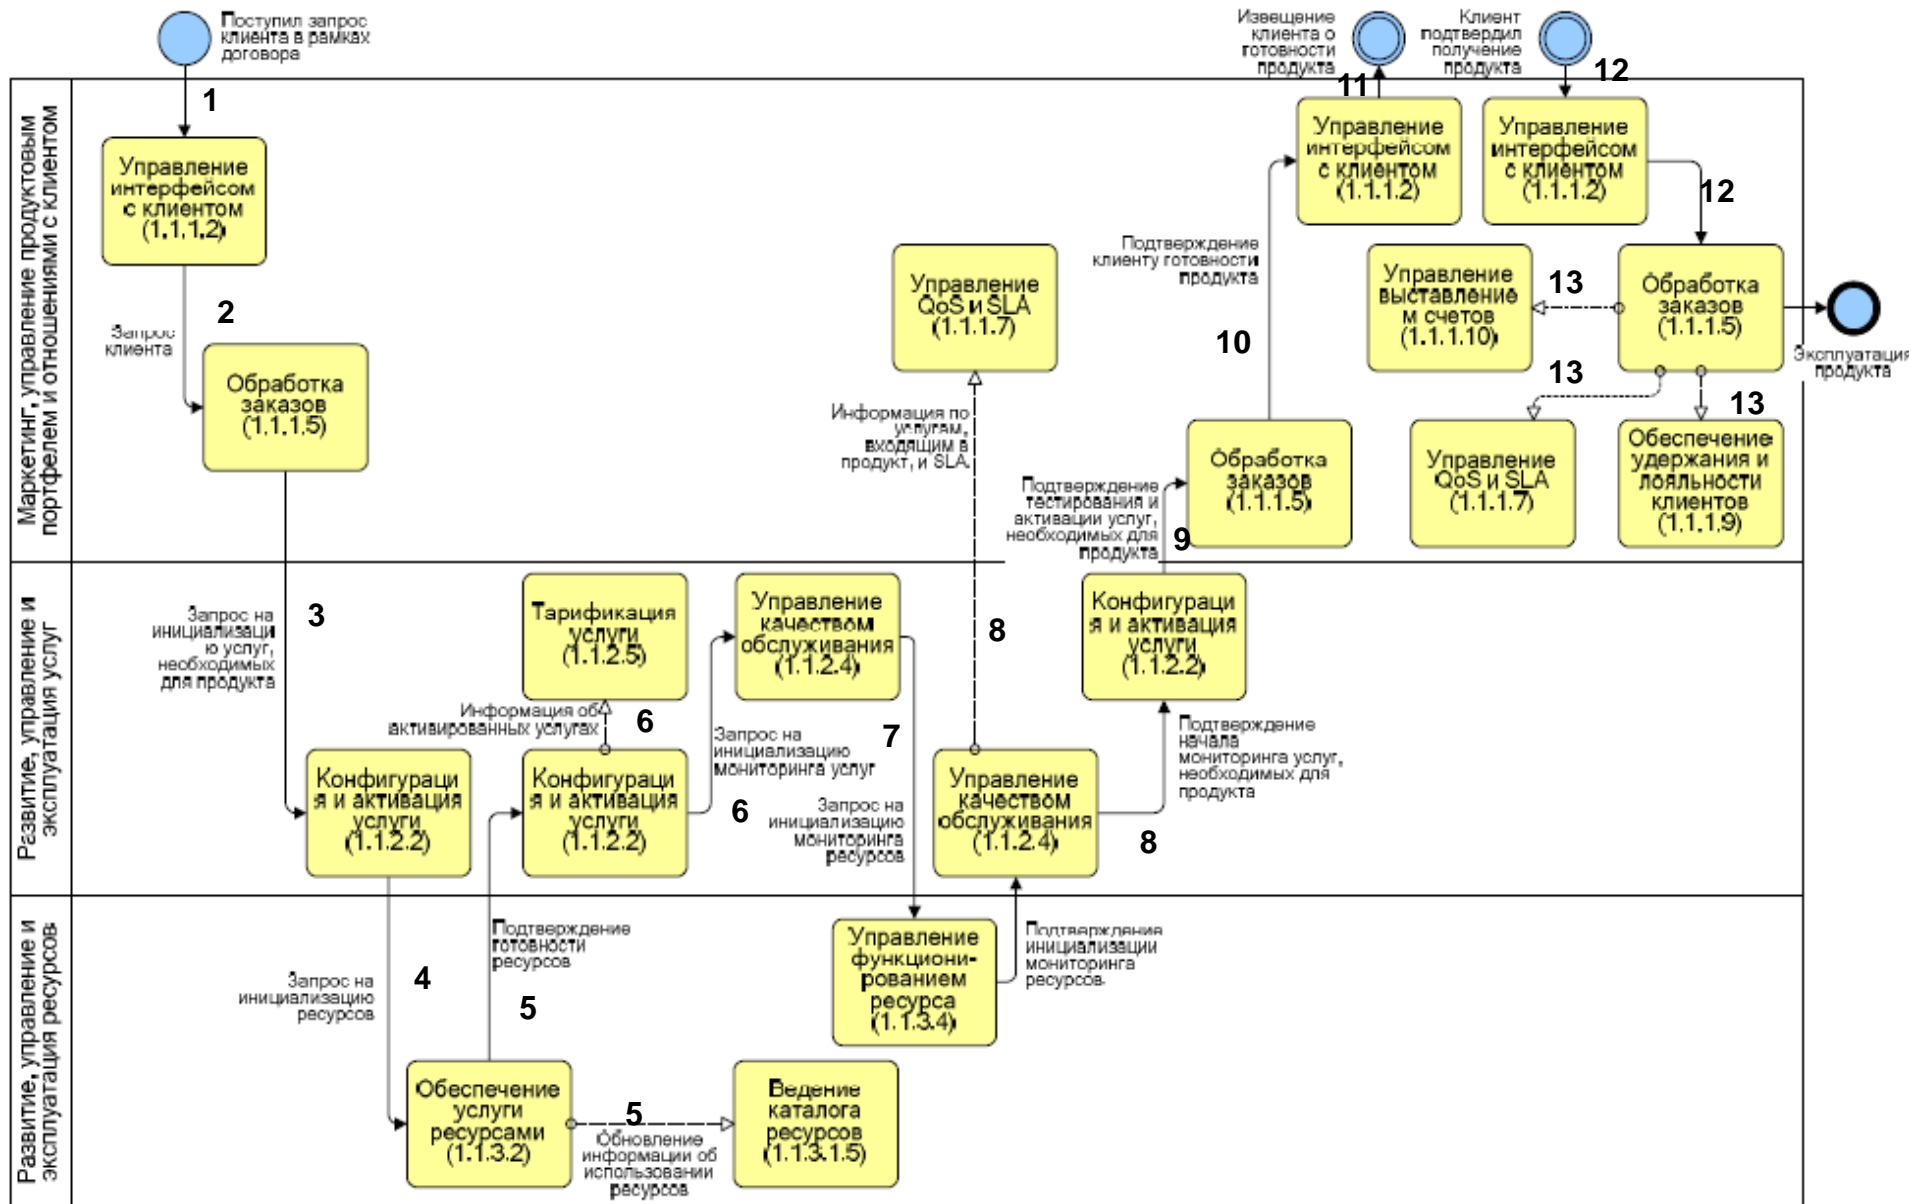 Поступил запрос
клиента в рамках
договора
Извещение
клиента о
готовности
продукта
Клиент
подтвердил
получение
продукта
Маркетинг, управление продуктовым
портфелем и отношениями с клиентом
1
11
12
Управление
интерфейсом
с клиентом
(1.1.1.2)
Управление
интерфейсом
с клиентом
(1.1.1.2)
Управление
интерфейсом
с клиентом
(1.1.1.2)
12
2
Запрос
клиента
Обработка
заказов
(1.1.1.5)
Управление
QoS и SLA
(1.1.1.7)
Подтверждение
клиенту готовности
продукта
10
Управление
выставление
м счетов
(1.1.1.10)
13
Обработка
заказов
(1.1.1.5)
Эксплуатация
продукта
13
13
Информация по
услугам,
входящим в
продукт, и SLA
Подтверждение
тестирования и
активации услуг,
необходимых для
продукта
9
Обработка
заказов
(1.1.1.5)
Управление
QoS и SLA
(1.1.1.7)
Обеспечение
удержания и
лояльности
клиентов
(1.1.1.9)
Развитие, управление и
эксплуатация услуг
Запрос на
инициализаци
ю услуг,
необходимых
для продукта
3
Тарификация
услуги
(1.1.2.5)
Управление
качеством
обслуживания
(1.1.2.4)
8
Конфигураци
я и активация
услуги
(1.1.2.2)
Информация об
активированных услугах
6
Запрос на
инициализацию
мониторинга услуг
6
7
Конфигураци
я и активация
услуги
(1.1.2.2)
Конфигураци
я и активация
услуги
(1.1.2.2)
Запрос на
инициализацию
мониторинга
ресурсов
Управление
качеством
обслуживания
(1.1.2.4)
8
Подтверждение
начала
мониторинга услуг,
необходимых для
продукта
Развитие, управление и
эксплуатация ресурсов
Запрос на
инициализацию
ресурсов
4
Подтверждение
готовности
ресурсов
5
Управление
функциони-
рованием
ресурса
(1.1.3.4)
Подтверждение
инициализации
мониторинга
ресурсов
Обеспечение
услуги
ресурсами
(1.1.3.2)
5
Обновление
информации об
использовании
ресурсов
Ведение
каталога
ресурсов
(1.1.3.1.5)